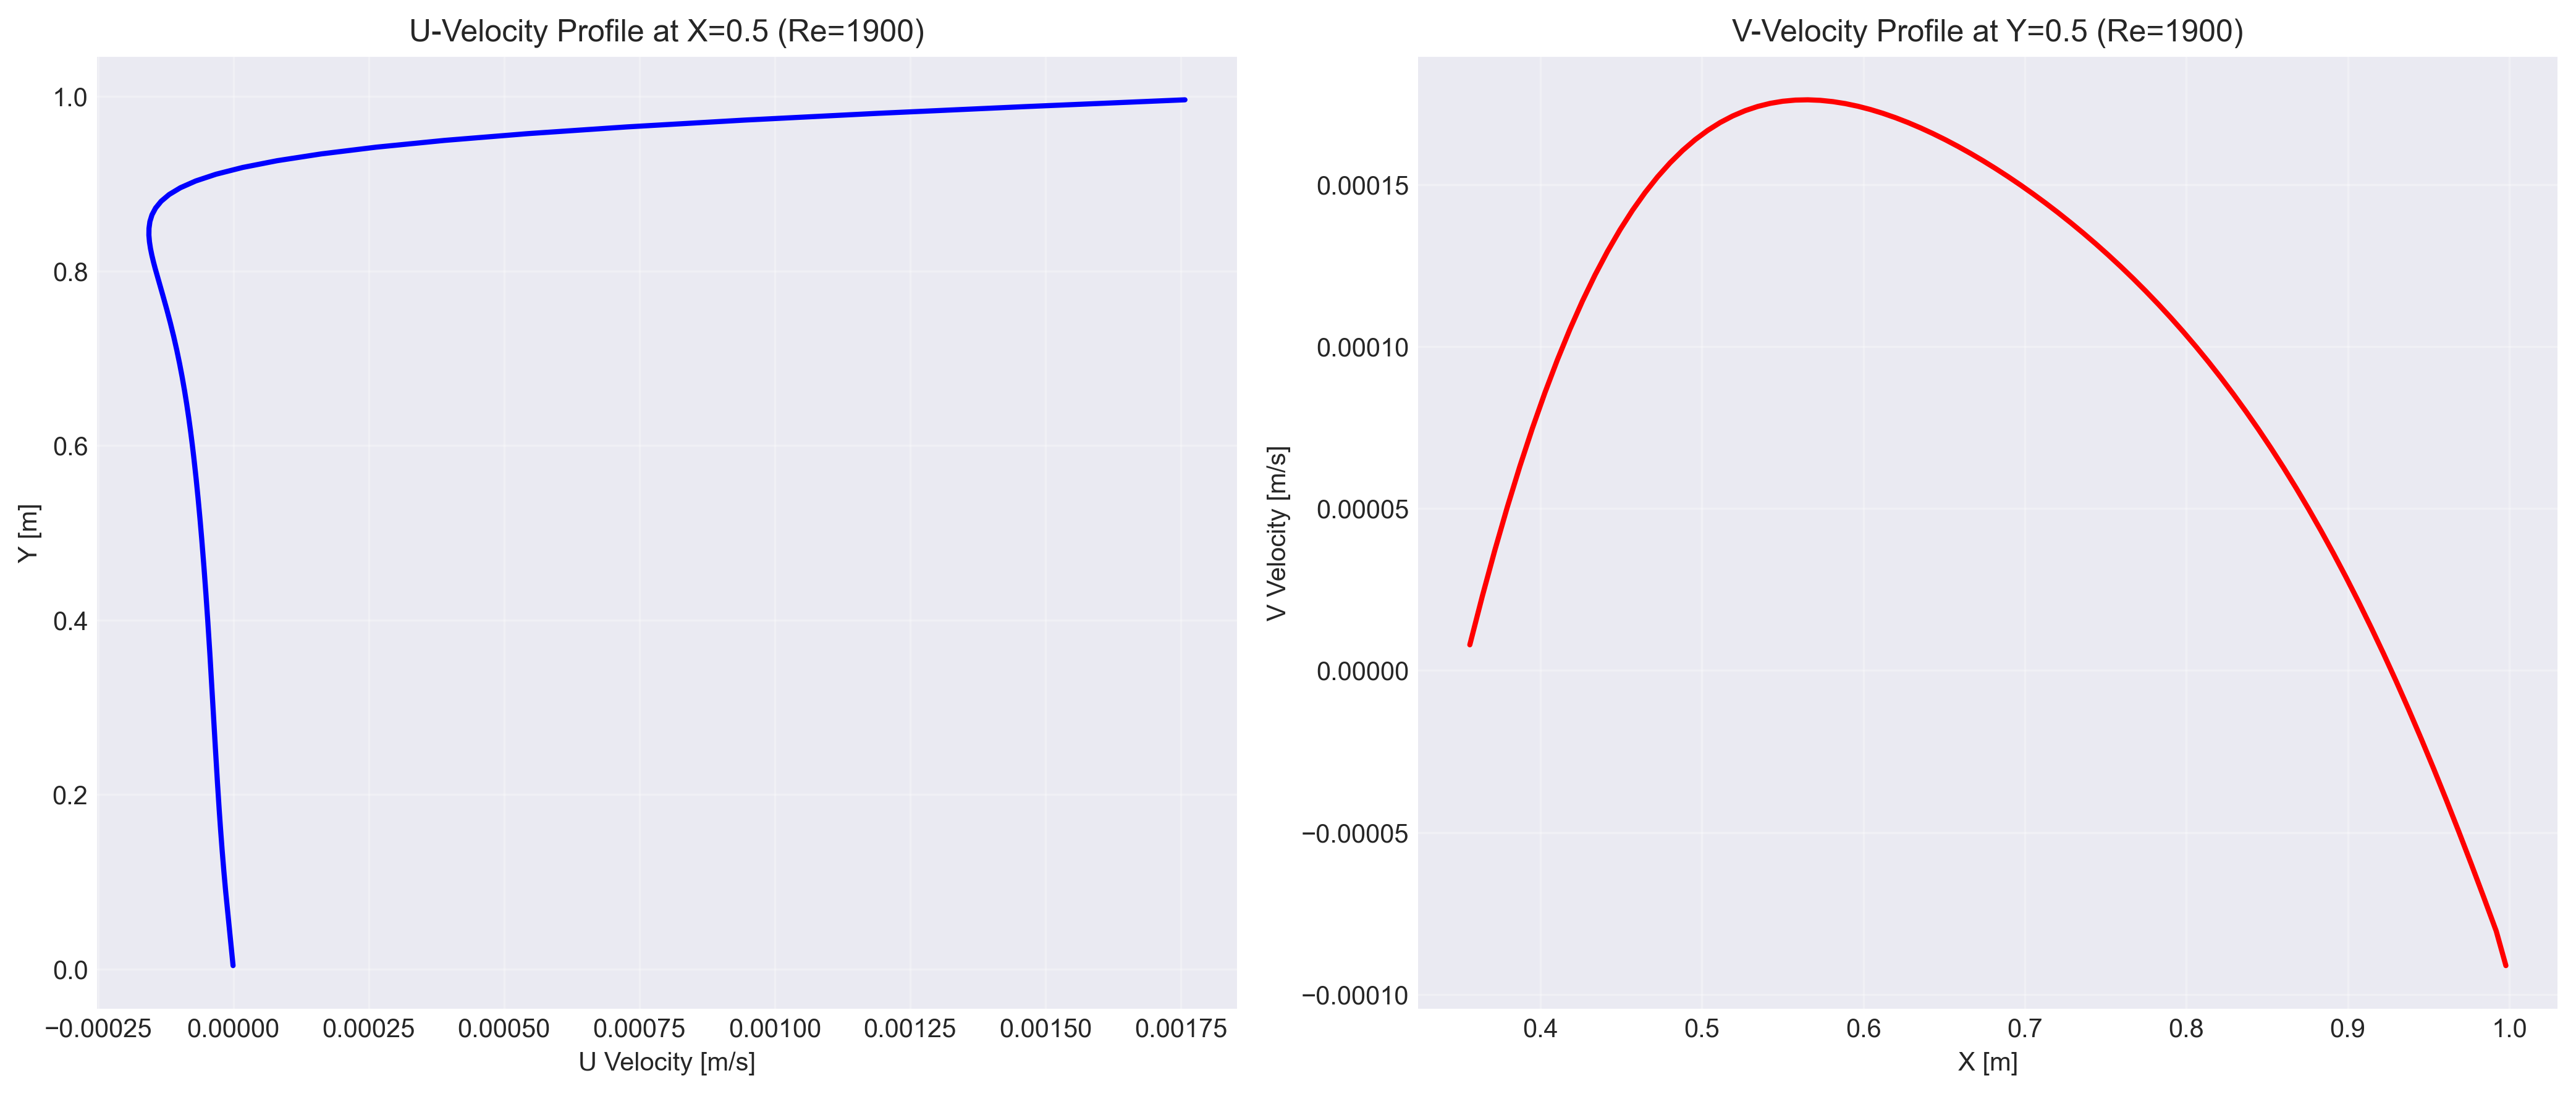 U-Velocity Profile at X=0.5 (Re=1900)
1.0
0.8
0.6
0.4
0.2
0.0
Y [m]
−0.00025 0.00000 0.00025 0.00050 0.00075 0.00100 0.00125 0.00150 0.00175
U Velocity [m/s]
V-Velocity Profile at Y=0.5 (Re=1900)
0.00015
0.00010
0.00005
0.00000
−0.00005
−0.00010
V Velocity [m/s]
0.4 0.5 0.6 0.7 0.8 0.9 1.0
X [m]